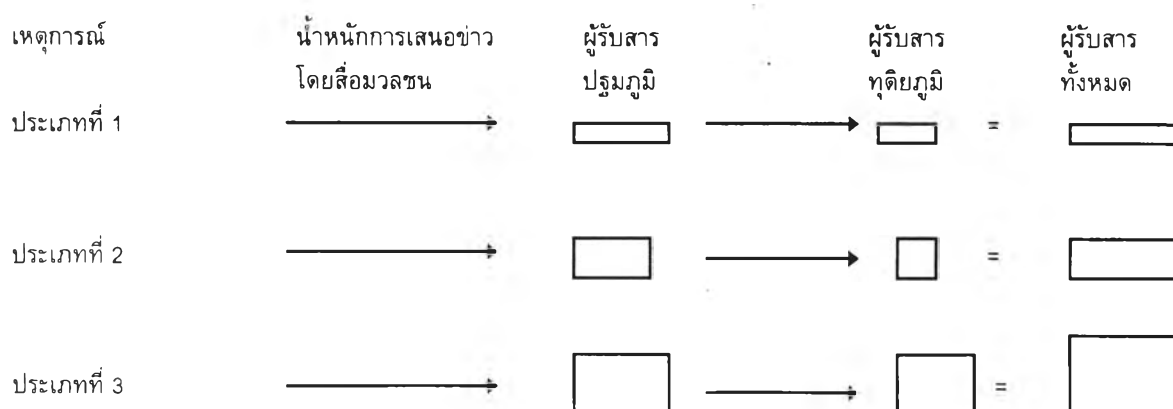 เหตุการณ์ น้ำหนักการเสนอข่าว ผู้รับสาร ผู้รับสาร ผู้รับสาร
โดยสื่อมวลชน ปฐมภูมิ ทุติยภูมิ ทั้งหมด
ประเภทที่ 1 =
ประเภทที่ 2 =
ประเภทที่ 3 =